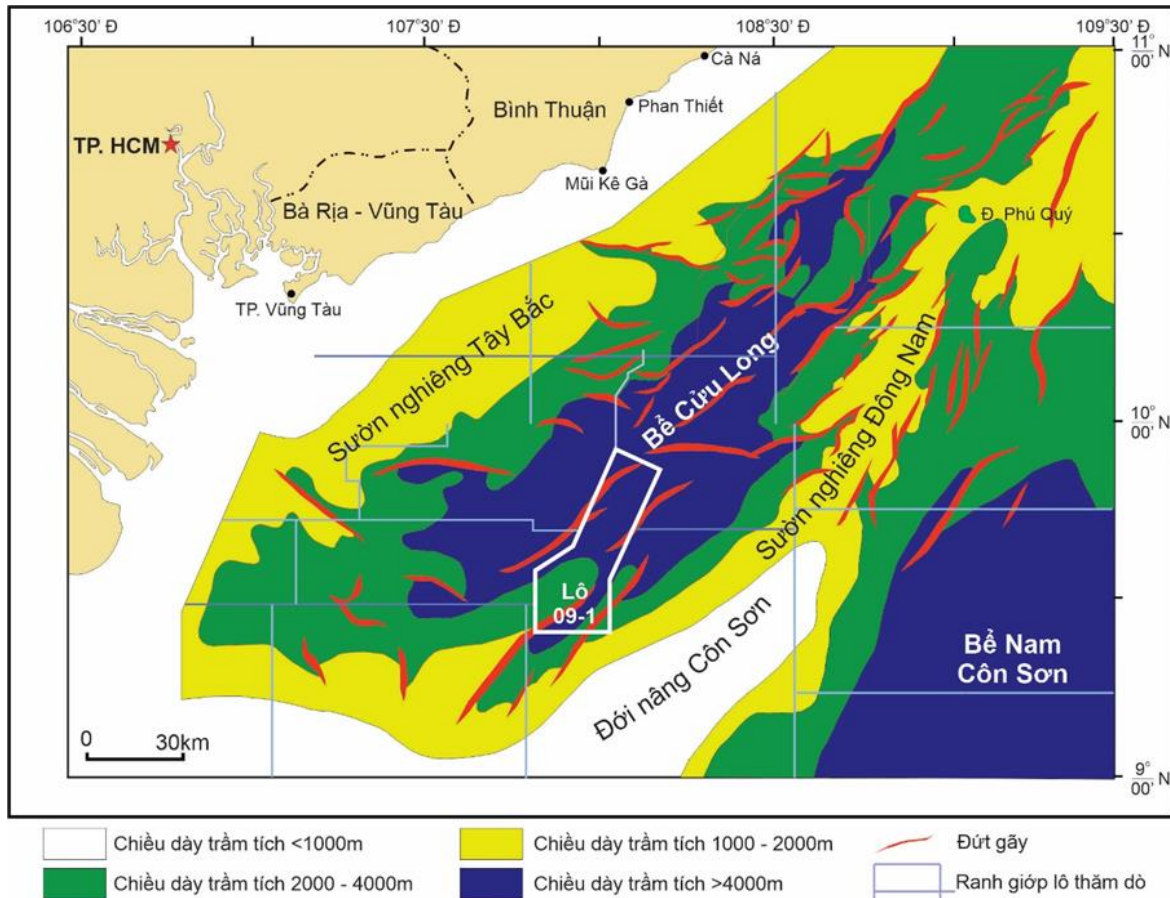 106°30' Đ
107°30' Đ
108°30' Đ
109°30' Đ
11°
00' N
Cà Ná
Bình Thuận
Phan Thiết
TP. HCM
Mũi Kê Gà
Bà Rịa - Vũng Tàu
Đ. Phú Quý
TP. Vũng Tàu
Sườn nghiêng Tây Bắc
Bể Cửu Long
10°
00' N
Sườn nghiêng Đông Nam
Lô
09-1
Bể Nam
Côn Sơn
Đới nâng Côn Sơn
0 30km
9°
00' N
Chiều dày trầm tích <1000m
Chiều dày trầm tích 1000 - 2000m
Đứt gãy
Chiều dày trầm tích 2000 - 4000m
Chiều dày trầm tích >4000m
Ranh giớp lô thăm dò